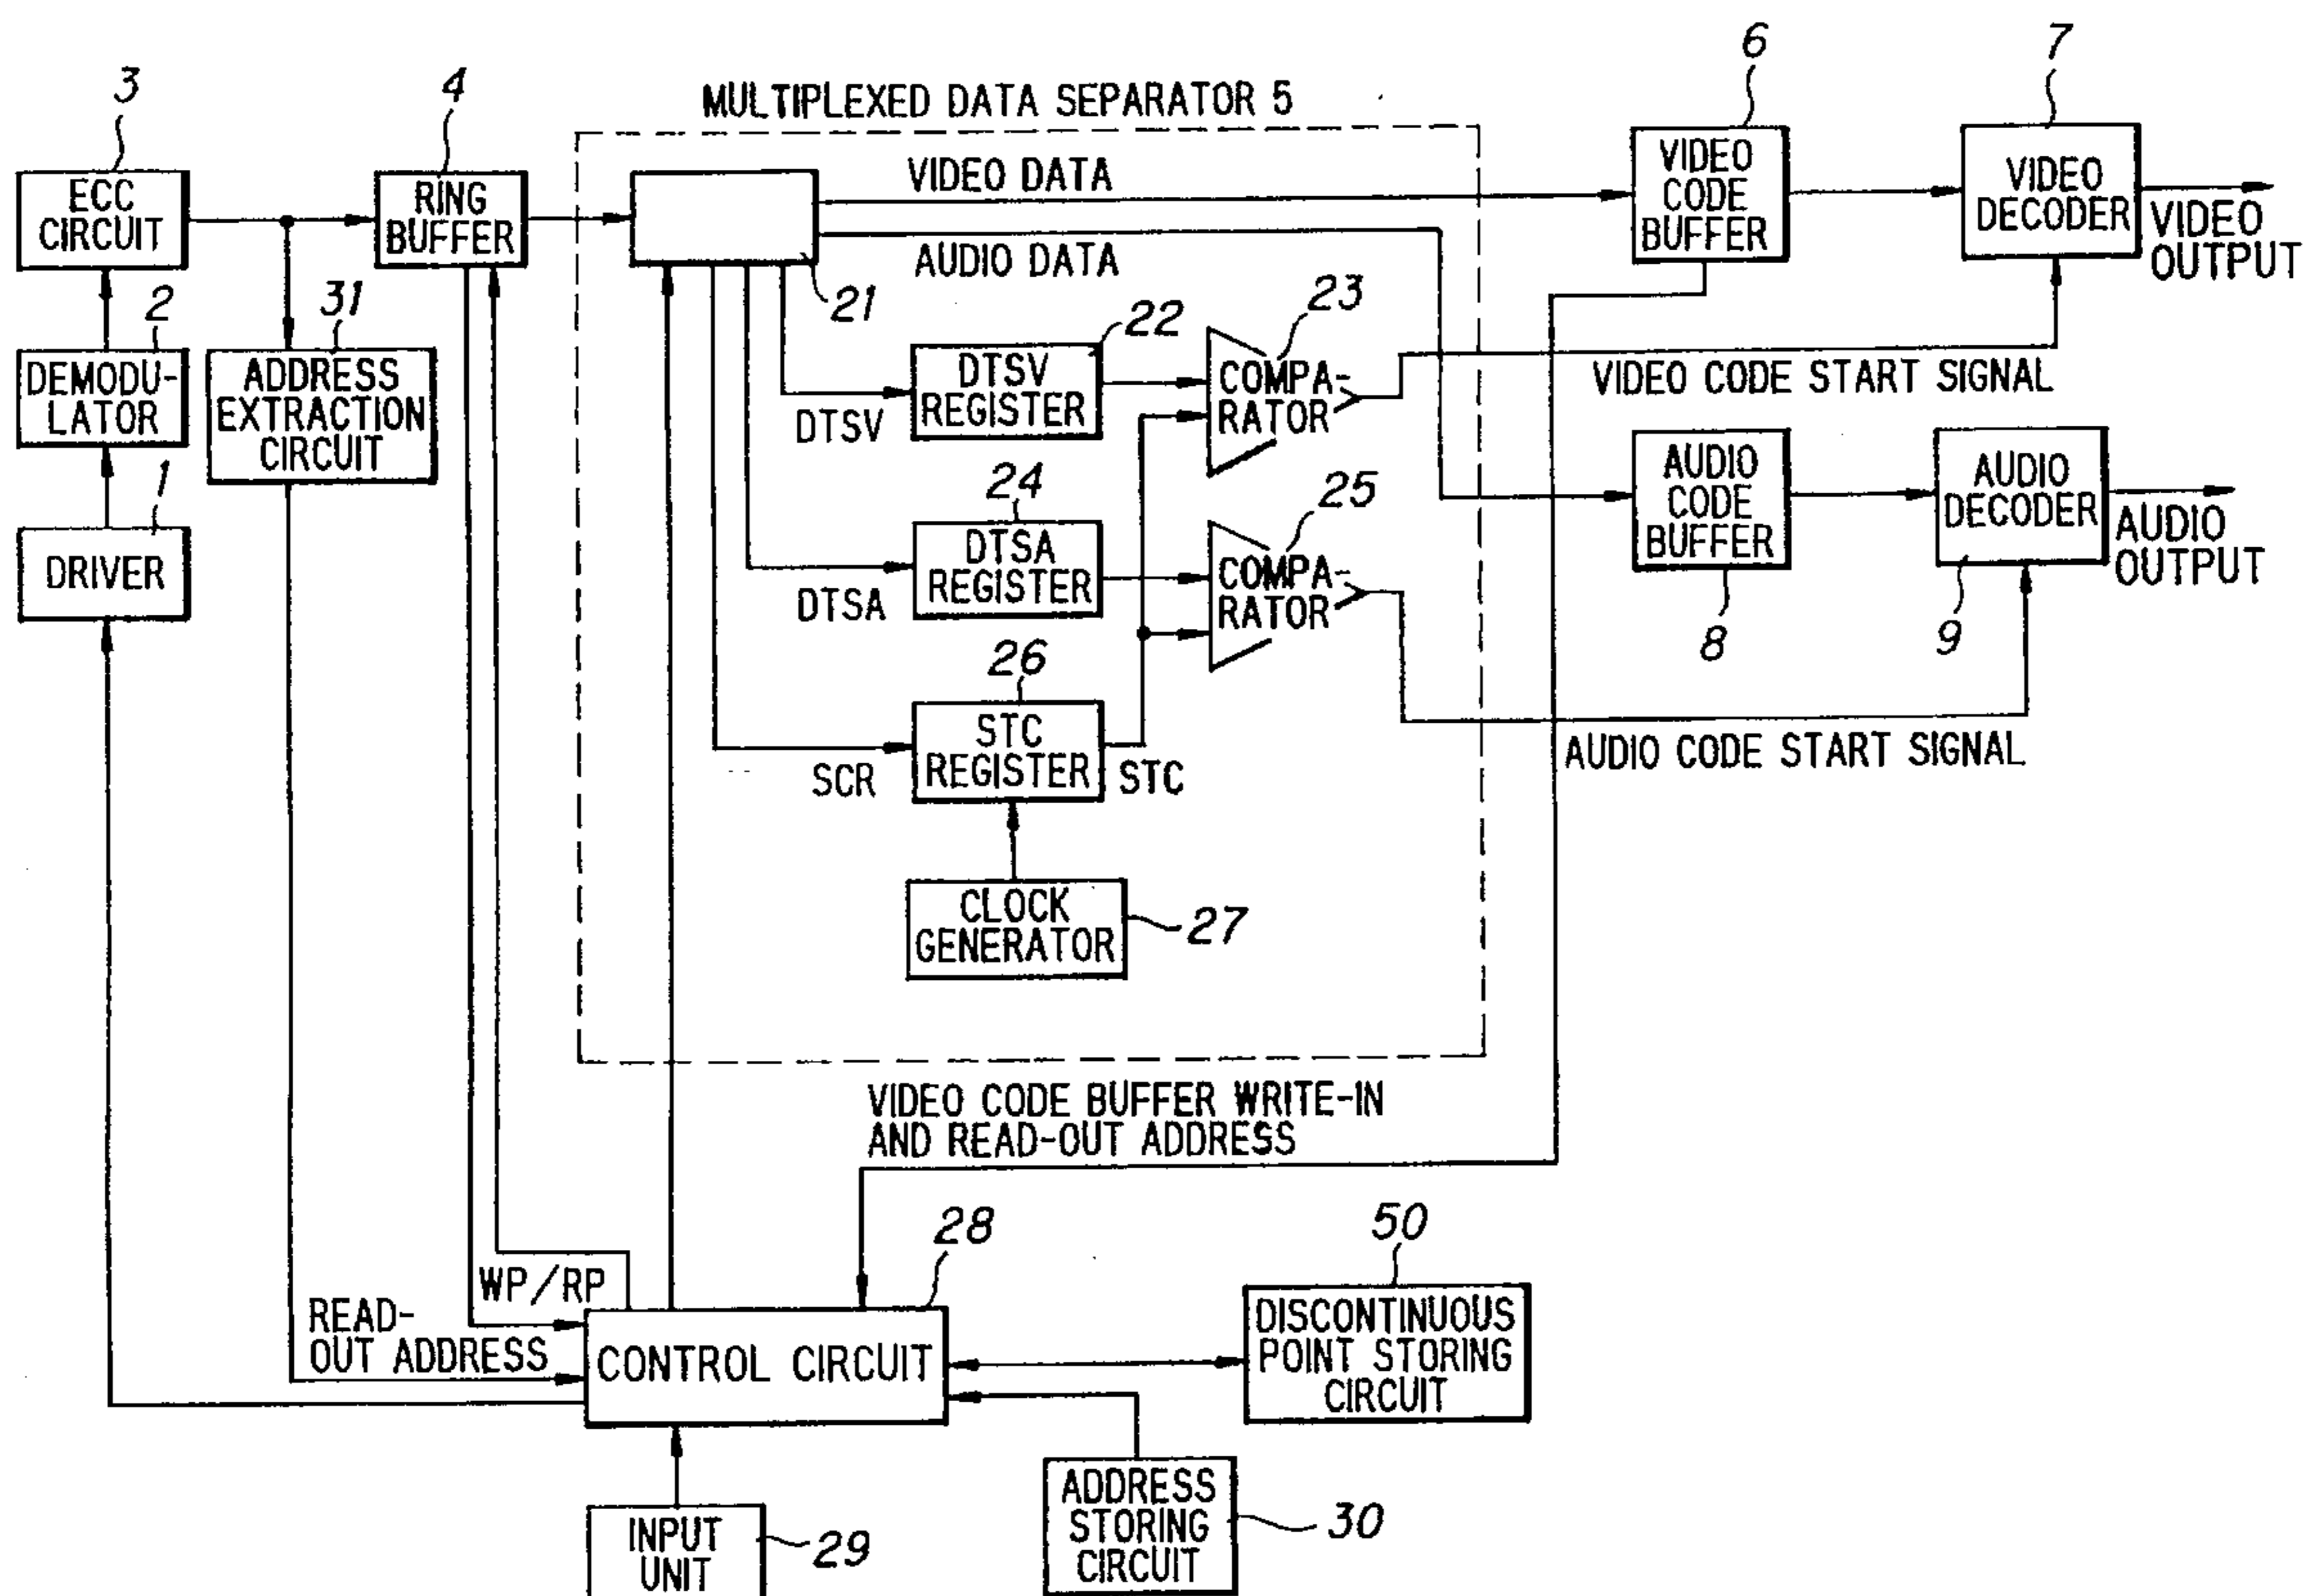 3
4
MULTIPLEXED DATA SEPARATOR 5
6
7
ECC
CIRCUIT
RING
BUFFER
VIDEO DATA
AUDIO DATA
21
VIDEO
CODE
BUFFER
VIDEO
DECODER
VIDEO
OUTPUT
2
31
DEMODU-
LATOR
ADDRESS
EXTRACTION
CIRCUIT
22
DTSV
REGISTER
DTSV
23
COMPA-
RATOR
VIDEO CODE START SIGNAL
1
DRIVER
24
DTSA
REGISTER
DTSA
25
COMPA-
RATOR
AUDIO
CODE
BUFFER
8
AUDIO
DECODER
9
AUDIO
OUTPUT
26
STC
REGISTER
SCR
STC
AUDIO CODE START SIGNAL
CLOCK
GENERATOR
27
VIDEO CODE BUFFER WRITE-IN
AND READ-OUT ADDRESS
28
50
WP/RP
READ-
OUT ADDRESS
CONTROL CIRCUIT
DISCONTINUOUS
POINT STORING
CIRCUIT
INPUT
UNIT
29
ADDRESS
STORING
CIRCUIT
30